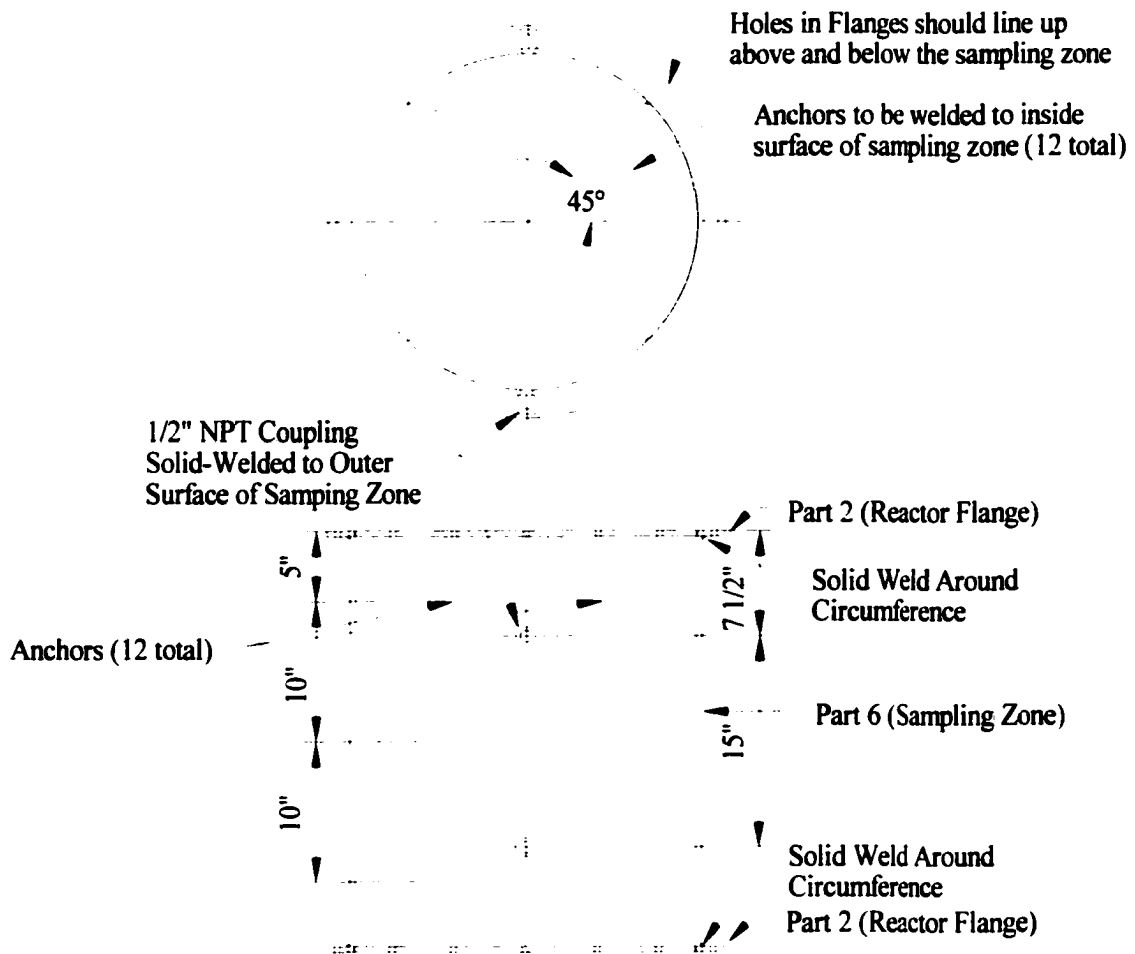 Holes in Flanges should line up
above and below the sampling zone
Anchors to be welded to inside
surface of sampling zone (12 total)
45°
1/2" NPT Coupling
Solid-Welded to Outer
Surface of Samping Zone
Part 2 (Reactor Flange)
5"
7 1/2"
Solid Weld Around
Circumference
Anchors (12 total)
10"
Part 6 (Sampling Zone)
15"
10"
Solid Weld Around
Circumference
Part 2 (Reactor Flange)